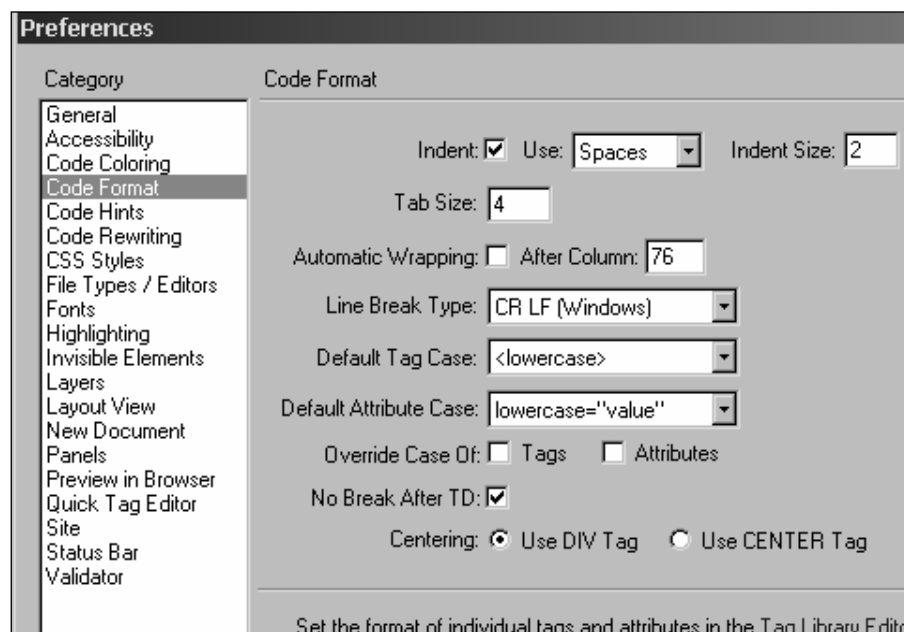 Preferences
Category
General
Accessibility
Code Coloring
Code Format
Code Hints
Code Rewriting
CSS Styles
File Types / Editors
Fonts
Highlighting
Invisible Elements
Layers
Layout View
New Document
Panels
Preview in Browser
Quick Tag Editor
Site
Status Bar
Validator
Code Format
Indent: Use: Spaces Indent Size: 2
Tab Size: 4
Automatic Wrapping: After Column: 76
Line Break Type: CR LF (Windows)
Default Tag Case: <lowercase>
Default Attribute Case: lowercase="value"
Override Case Of: Tags Attributes
No Break After TD:
Centering: Use DIV Tag Use CENTER Tag
Set the format of individual tags and attributes in the Tag Library